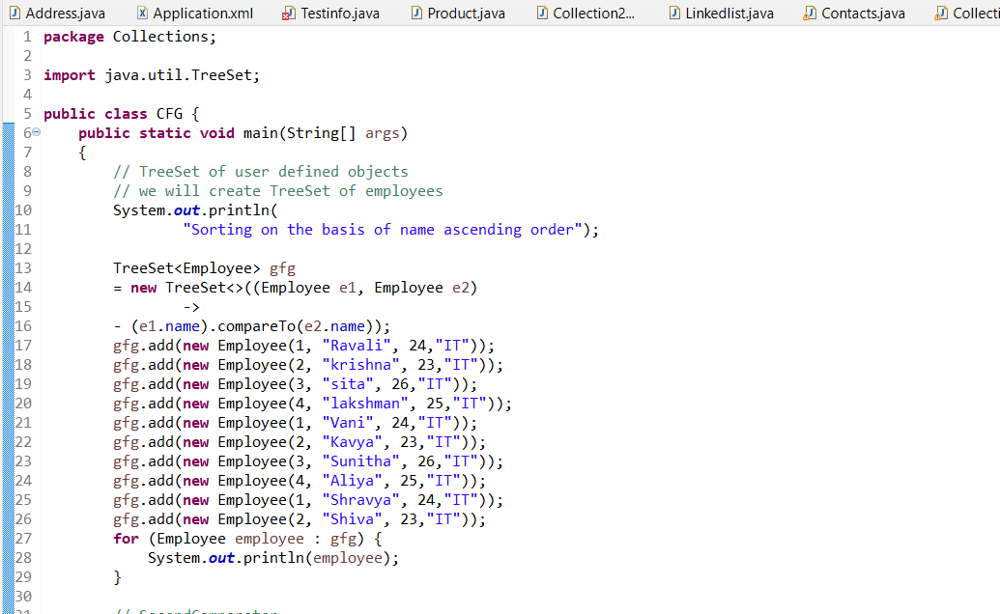 Address.java Application.xml Testinfo.java Product.java Collection2... Linkedlist.java Contacts.java Collecti
1 package Collections;
2
3 import java.util.TreeSet;
4
5 public class CFG {
6 public static void main(String[] args)
7 {
8 // TreeSet of user defined objects
9 // we will create TreeSet of employees
10 System.out.println(
11 "Sorting on the basis of name ascending order");
12
13 TreeSet<Employee> gfg
14 = new TreeSet<>((Employee e1, Employee e2)
15 ->
16 - (e1.name).compareTo(e2.name));
17 gfg.add(new Employee(1, "Ravali", 24,"IT"));
18 gfg.add(new Employee(2, "krishna", 23,"IT"));
19 gfg.add(new Employee(3, "sita", 26,"IT"));
20 gfg.add(new Employee(4, "lakshman", 25,"IT"));
21 gfg.add(new Employee(1, "Vani", 24,"IT"));
22 gfg.add(new Employee(2, "Kavya", 23,"IT"));
23 gfg.add(new Employee(3, "Sunitha", 26,"IT"));
24 gfg.add(new Employee(4, "Aliya", 25,"IT"));
25 gfg.add(new Employee(1, "Shravya", 24,"IT"));
26 gfg.add(new Employee(2, "Shiva", 23,"IT"));
27 for (Employee employee : gfg) {
28 System.out.println(employee);
29 }
30
31 // SecondComparator